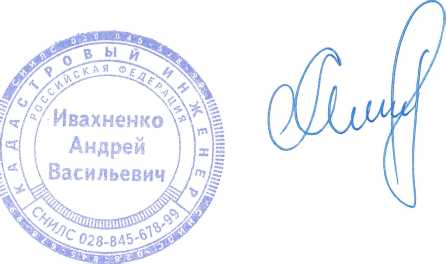 КАДАСТРОВЫЙ ИНЖЕНЕР
РОССИЙСКАЯ ФЕДЕРАЦИЯ
Ивахненко
Андрей
Васильевич
СНИЛС 028-845-678-99